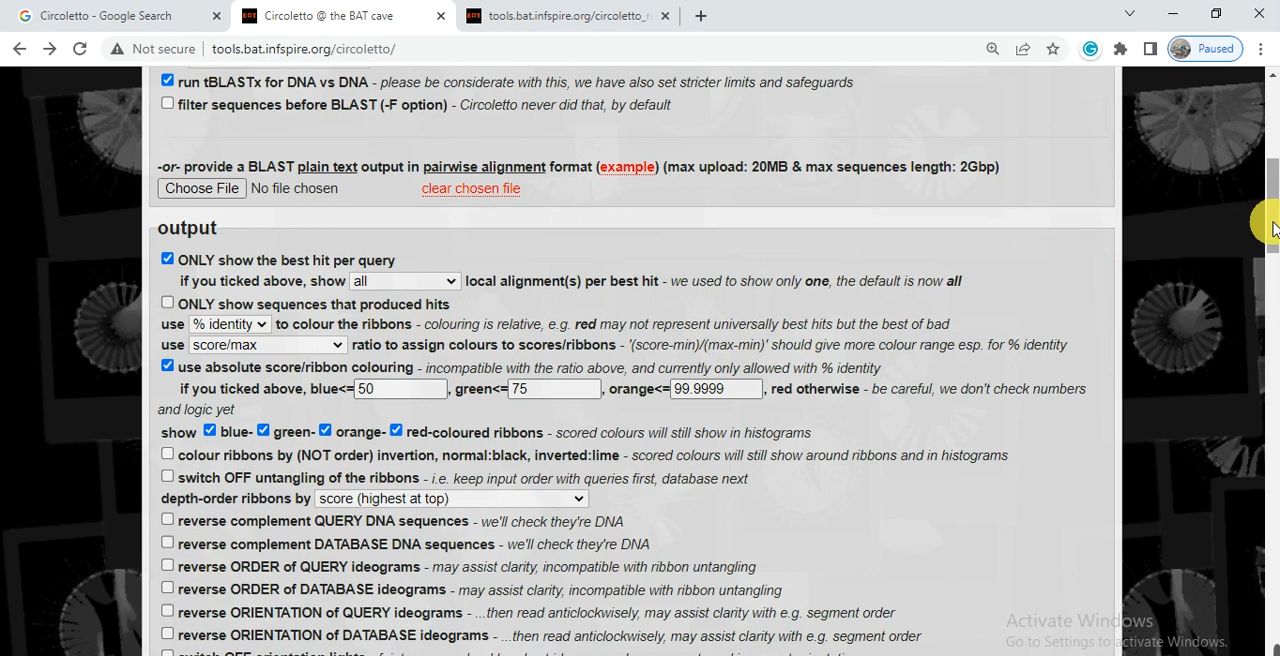 Circoletto - Google Search
Circoletto @ the BAT cave
tools.bat.infspire.org/circoletto_r
Not secure
tools.bat.infspire.org/circoletto/
Paused
run tBLASTx for DNA vs DNA - please be considerate with this, we have also set stricter limits and safeguards
filter sequences before BLAST (-F option) - Circoletto never did that, by default
-or- provide a BLAST plain text output in pairwise alignment format (example) (max upload: 20MB & max sequences length: 2Gbp)
Choose File No file chosen clear chosen file
output
ONLY show the best hit per query
if you ticked above, show all local alignment(s) per best hit - we used to show only one, the default is now all
ONLY show sequences that produced hits
use % identity to colour the ribbons - colouring is relative, e.g. red may not represent universally best hits but the best of bad
use score/max ratio to assign colours to scores/ribbons - '(score-min)/(max-min)' should give more colour range esp. for % identity
use absolute score/ribbon colouring - incompatible with the ratio above, and currently only allowed with % identity
if you ticked above, blue<= 50 , green<= 75 , orange<= 99.9999 , red otherwise - be careful, we don't check numbers
and logic yet
show blue- green- orange- red-coloured ribbons - scored colours will still show in histograms
colour ribbons by (NOT order) invertion, normal:black, inverted:lime - scored colours will still show around ribbons and in histograms
switch OFF untangling of the ribbons - i.e. keep input order with queries first, database next
depth-order ribbons by score (highest at top)
reverse complement QUERY DNA sequences - we'll check they're DNA
reverse complement DATABASE DNA sequences - we'll check they're DNA
reverse ORDER of QUERY ideograms - may assist clarity, incompatible with ribbon untangling
reverse ORDER of DATABASE ideograms - may assist clarity, incompatible with ribbon untangling
reverse ORIENTATION of QUERY ideograms - ...then read anticlockwisely, may assist clarity with e.g. segment order
reverse ORIENTATION of DATABASE ideograms - ...then read anticlockwisely, may assist clarity with e.g. segment order
Activate Windows
Go to Settings to activate Windows.